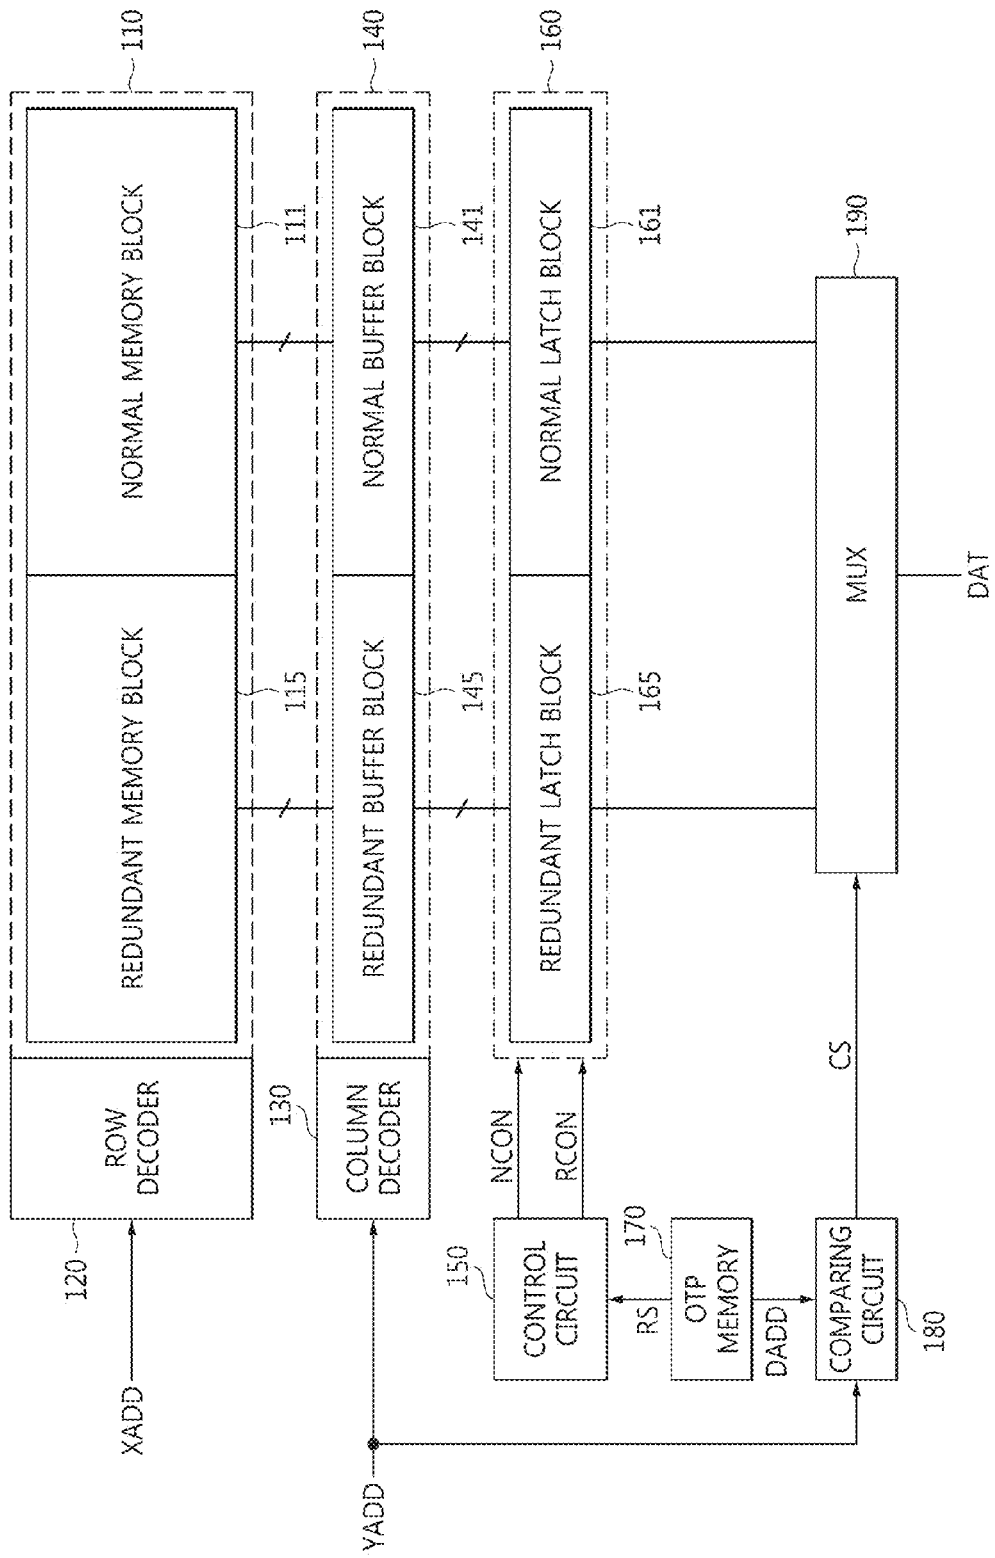 110
NORMAL MEMORY BLOCK
111
REDUNDANT MEMORY BLOCK
115
ROW
DECODER
120
XADD
140
NORMAL BUFFER BLOCK
141
REDUNDANT BUFFER BLOCK
145
130
COLUMN
DECODER
YADD
160
NORMAL LATCH BLOCK
161
REDUNDANT LATCH BLOCK
165
NCON
RCON
150
CONTROL
CIRCUIT
RS
170
OTP
MEMORY
DADD
COMPARING
CIRCUIT
180
CS
190
MUX
DAT